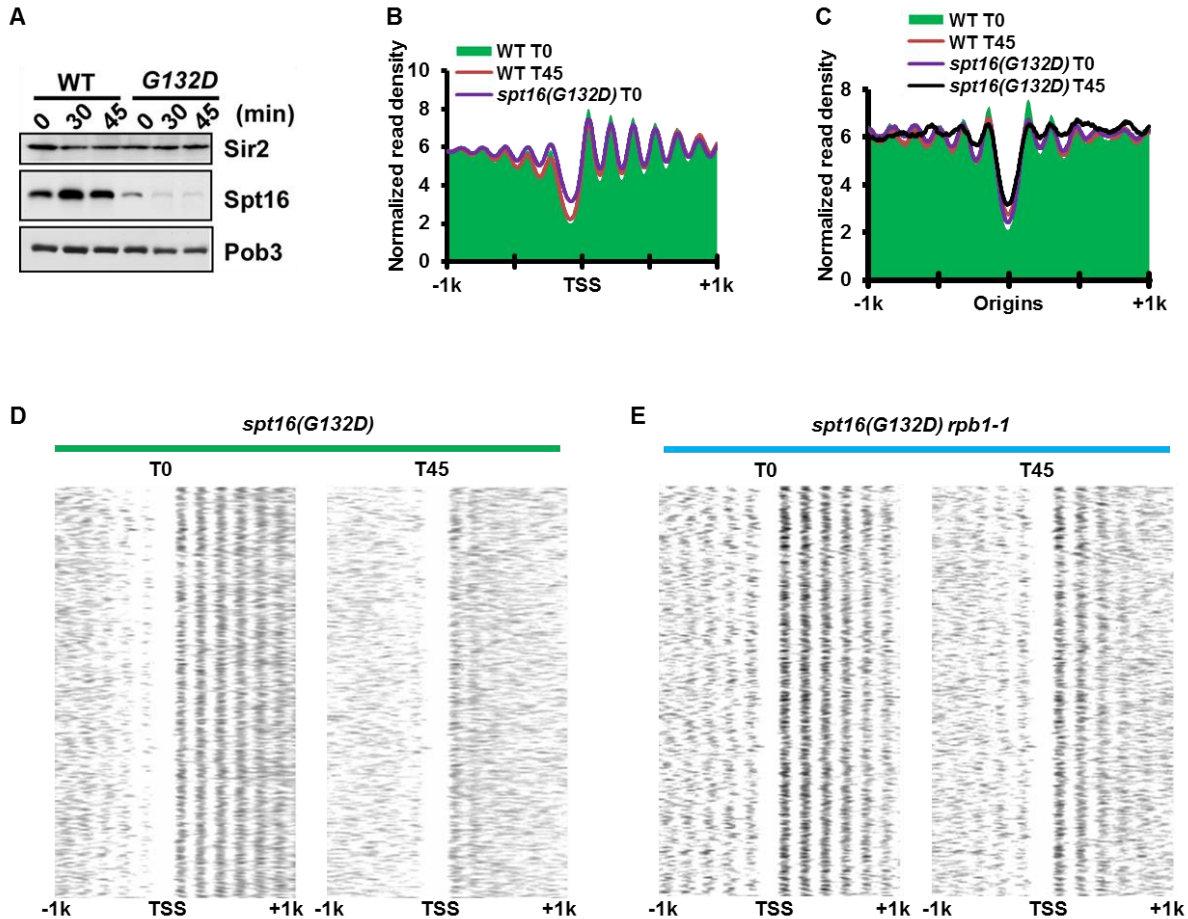 A
WT G132D
0 30 45 0 30 45 (min)
Sir2
Spt16
Pob3
B
WT T0
WT T45
spt16(G132D) T0
Normalized read density
10
8
6
4
2
0
-1k TSS +1k
C
WT T0
WT T45
spt16(G132D) T0
spt16(G132D) T45
Normalized read density
8
6
4
2
0
-1k Origins +1k
D
spt16(G132D)
T0 T45
-1k TSS +1k -1k TSS +1k
E
spt16(G132D) rpb1-1
T0 T45
-1k TSS +1k -1k TSS +1k